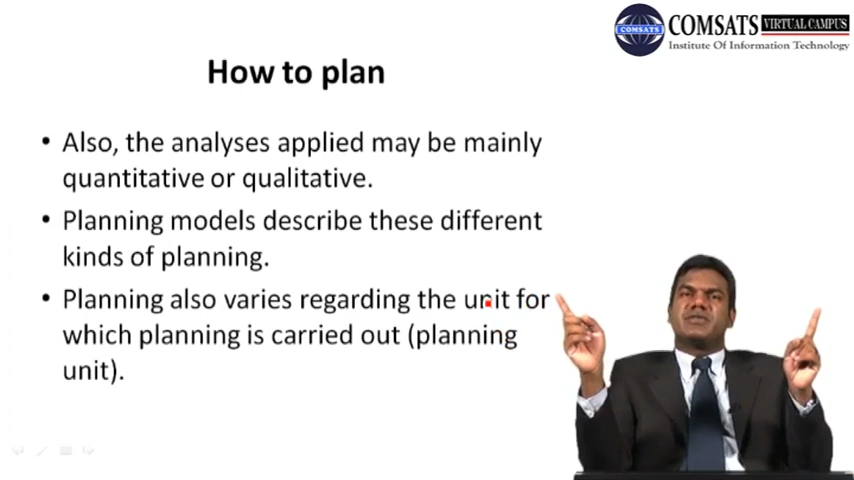 COMSATS VIRTUAL CAMPUS
COMSATS
Institute Of Information Technology
How to plan
• Also, the analyses applied may be mainly
quantitative or qualitative.
• Planning models describe these different
kinds of planning.
• Planning also varies regarding the unit for
which planning is carried out (planning
unit).